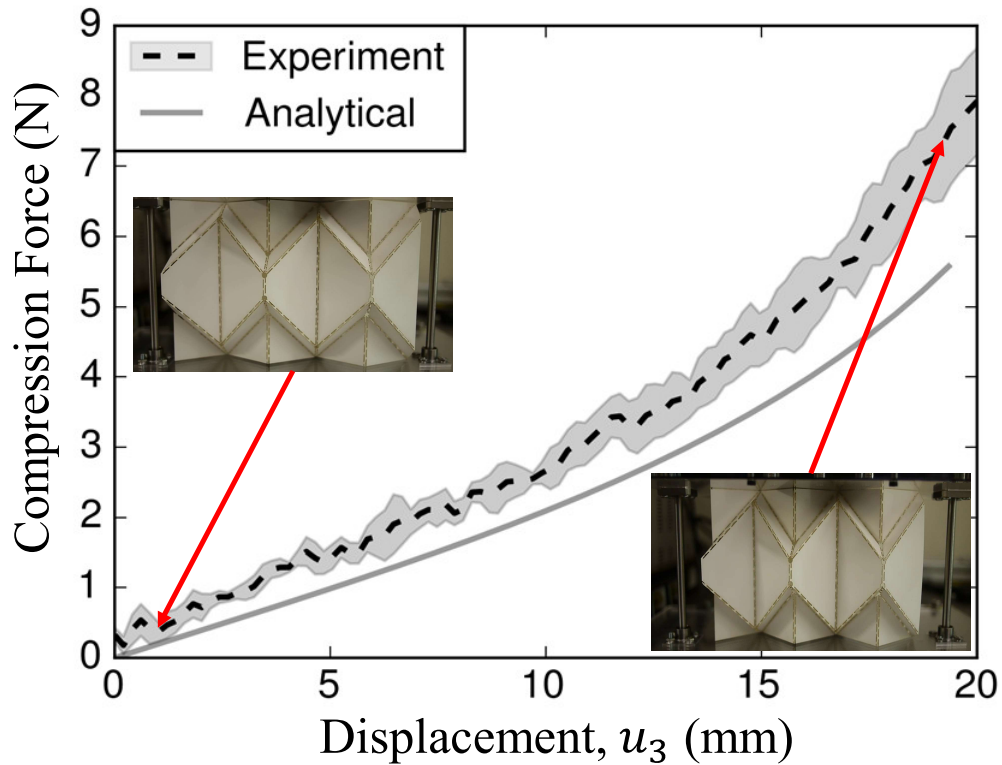 9
8
7
6
5
4
3
2
1
0
Compression Force (N)
Experiment
Analytical
0 5 10 15 20
Displacement, u₃ (mm)